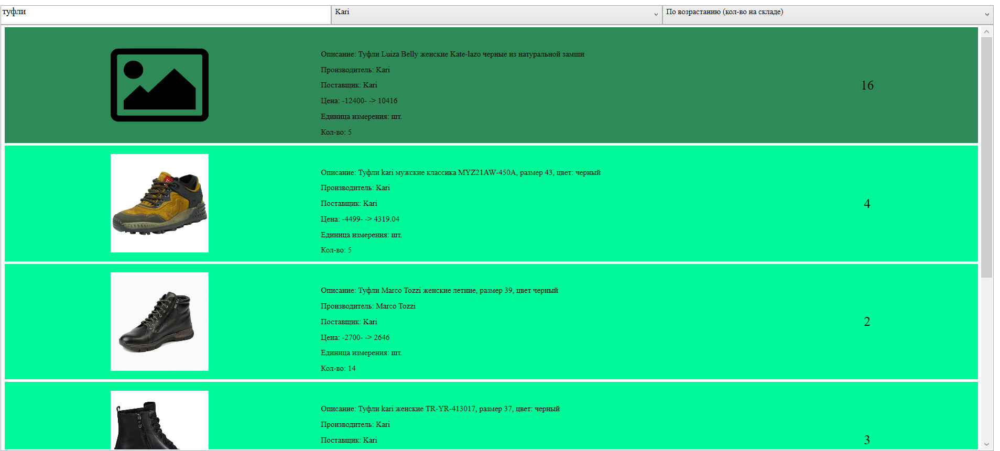 туфли
Kari
По возрастанию (кол-во на складе)
Описание: Туфли Luiza Belly женские Kate-lazo черные из натуральной замши
Производитель: Kari
Поставщик: Kari
Цена: -12400- -> 10416
Единица измерения: шт.
Кол-во: 5
16
Описание: Туфли kari мужские классика MYZ21AW-450A, размер 43, цвет: черный
Производитель: Kari
Поставщик: Kari
Цена: -4499- -> 4319.04
Единица измерения: шт.
Кол-во: 5
4
Описание: Туфли Marco Tozzi женские летние, размер 39, цвет черный
Производитель: Marco Tozzi
Поставщик: Kari
Цена: -2700- -> 2646
Единица измерения: шт.
Кол-во: 14
2
Описание: Туфли kari женские TR-YR-413017, размер 37, цвет: черный
Производитель: Kari
Поставщик: Kari
3